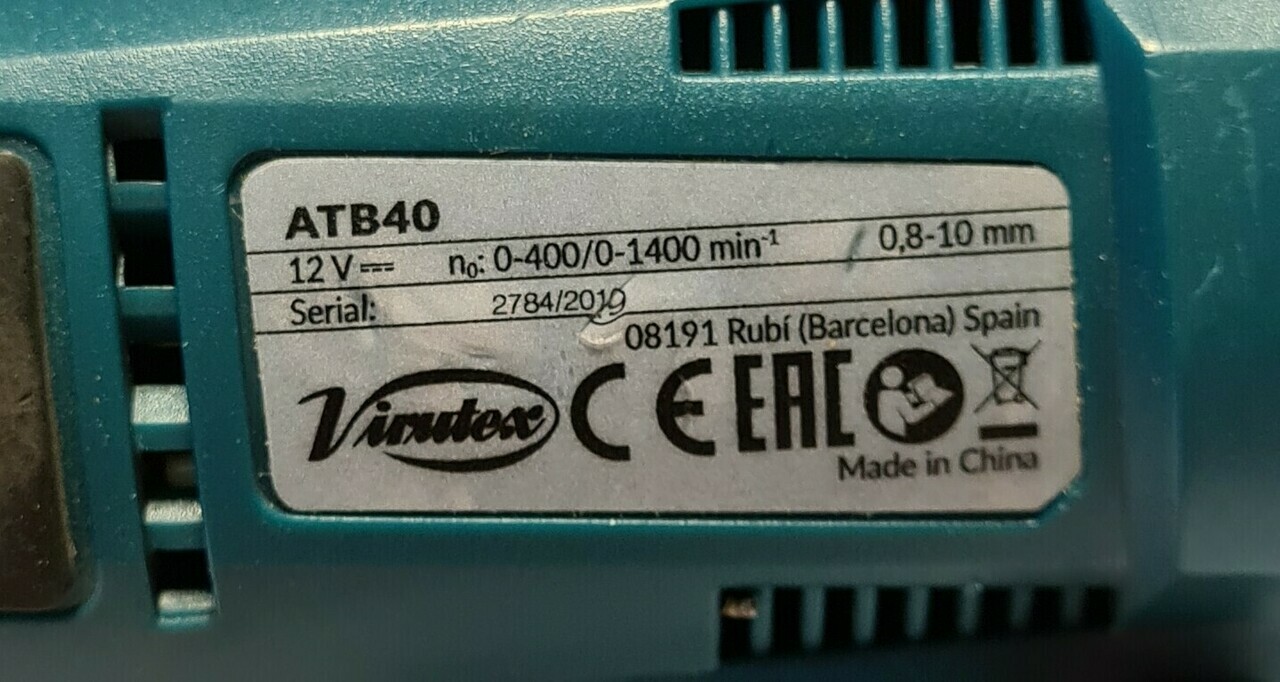 ATB40
12 V n₀: 0-400/0-1400 min⁻¹ 0,8-10 mm
Serial: 2784/2019
08191 Rubí (Barcelona) Spain
Virutex CE EAC
Made in China